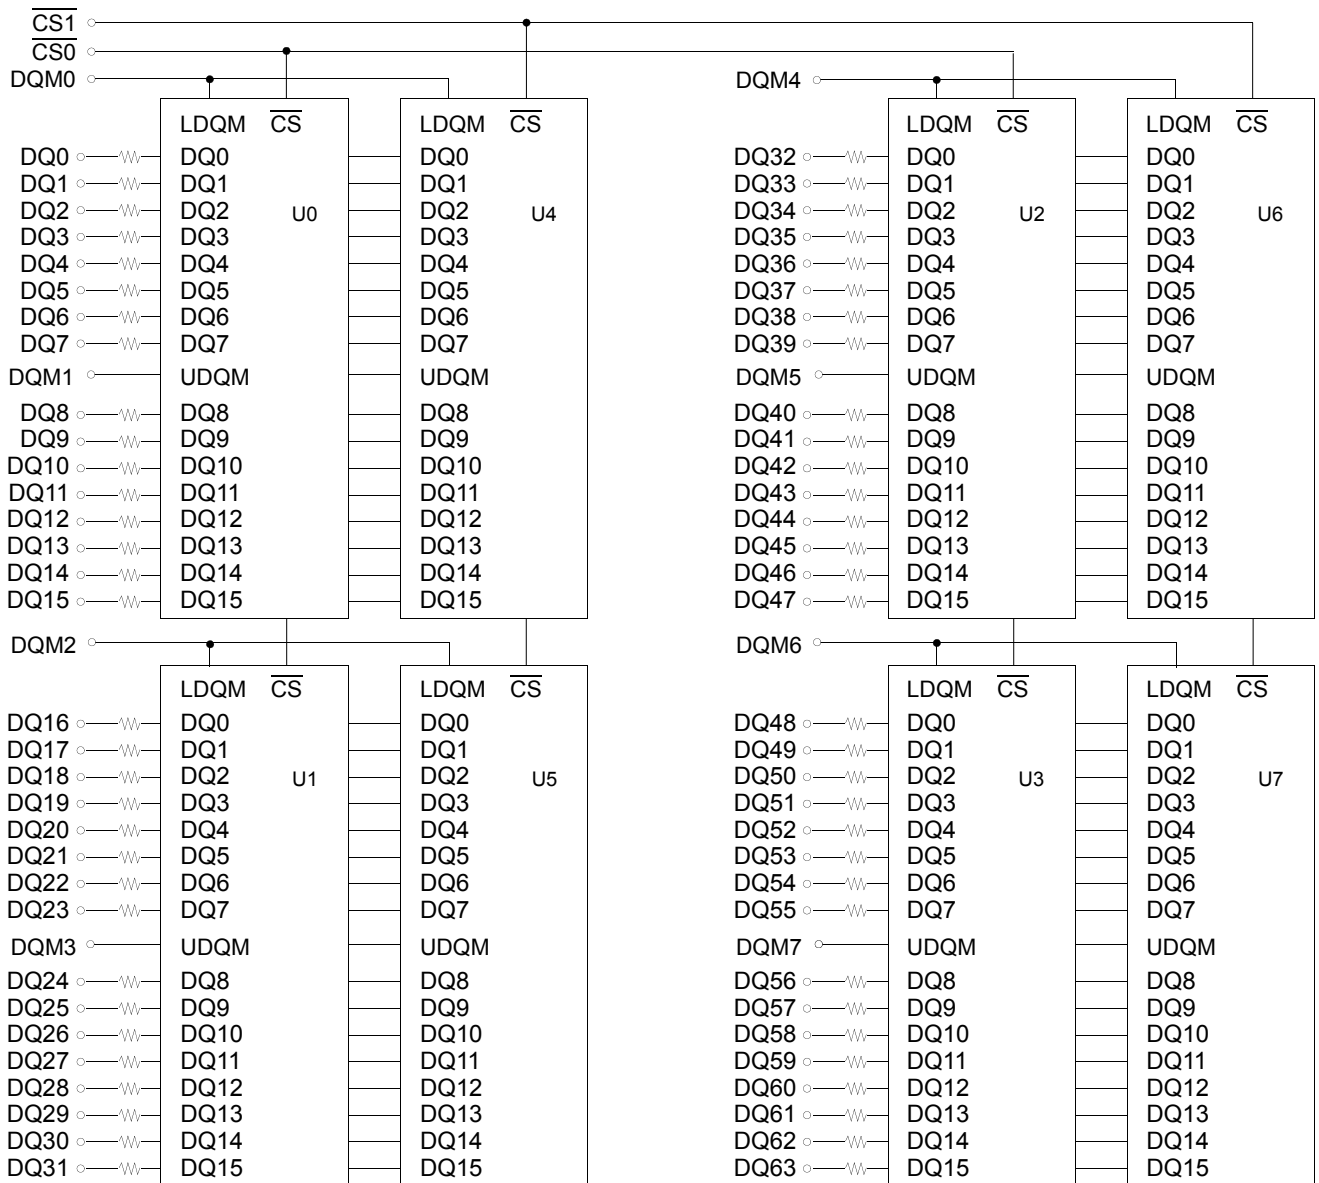 CS1
CS0
DQM0 DQM4
LDQM CS LDQM CS LDQM CS LDQM CS
DQ0 DQ0 DQ0 DQ32 DQ0 DQ0
DQ1 DQ1 DQ1 DQ33 DQ1 DQ1
DQ2 DQ2 U0 DQ2 U4 DQ34 DQ2 U2 DQ2 U6
DQ3 DQ3 DQ3 DQ35 DQ3 DQ3
DQ4 DQ4 DQ4 DQ36 DQ4 DQ4
DQ5 DQ5 DQ5 DQ37 DQ5 DQ5
DQ6 DQ6 DQ6 DQ38 DQ6 DQ6
DQ7 DQ7 DQ7 DQ39 DQ7 DQ7
DQM1 UDQM UDQM DQM5 UDQM UDQM
DQ8 DQ8 DQ8 DQ40 DQ8 DQ8
DQ9 DQ9 DQ9 DQ41 DQ9 DQ9
DQ10 DQ10 DQ10 DQ42 DQ10 DQ10
DQ11 DQ11 DQ11 DQ43 DQ11 DQ11
DQ12 DQ12 DQ12 DQ44 DQ12 DQ12
DQ13 DQ13 DQ13 DQ45 DQ13 DQ13
DQ14 DQ14 DQ14 DQ46 DQ14 DQ14
DQ15 DQ15 DQ15 DQ47 DQ15 DQ15
DQM2 DQM6
LDQM CS LDQM CS LDQM CS LDQM CS
DQ16 DQ0 DQ0 DQ48 DQ0 DQ0
DQ17 DQ1 DQ1 DQ49 DQ1 DQ1
DQ18 DQ2 U1 DQ2 U5 DQ50 DQ2 U3 DQ2 U7
DQ19 DQ3 DQ3 DQ51 DQ3 DQ3
DQ20 DQ4 DQ4 DQ52 DQ4 DQ4
DQ21 DQ5 DQ5 DQ53 DQ5 DQ5
DQ22 DQ6 DQ6 DQ54 DQ6 DQ6
DQ23 DQ7 DQ7 DQ55 DQ7 DQ7
DQM3 UDQM UDQM DQM7 UDQM UDQM
DQ24 DQ8 DQ8 DQ56 DQ8 DQ8
DQ25 DQ9 DQ9 DQ57 DQ9 DQ9
DQ26 DQ10 DQ10 DQ58 DQ10 DQ10
DQ27 DQ11 DQ11 DQ59 DQ11 DQ11
DQ28 DQ12 DQ12 DQ60 DQ12 DQ12
DQ29 DQ13 DQ13 DQ61 DQ13 DQ13
DQ30 DQ14 DQ14 DQ62 DQ14 DQ14
DQ31 DQ15 DQ15 DQ63 DQ15 DQ15